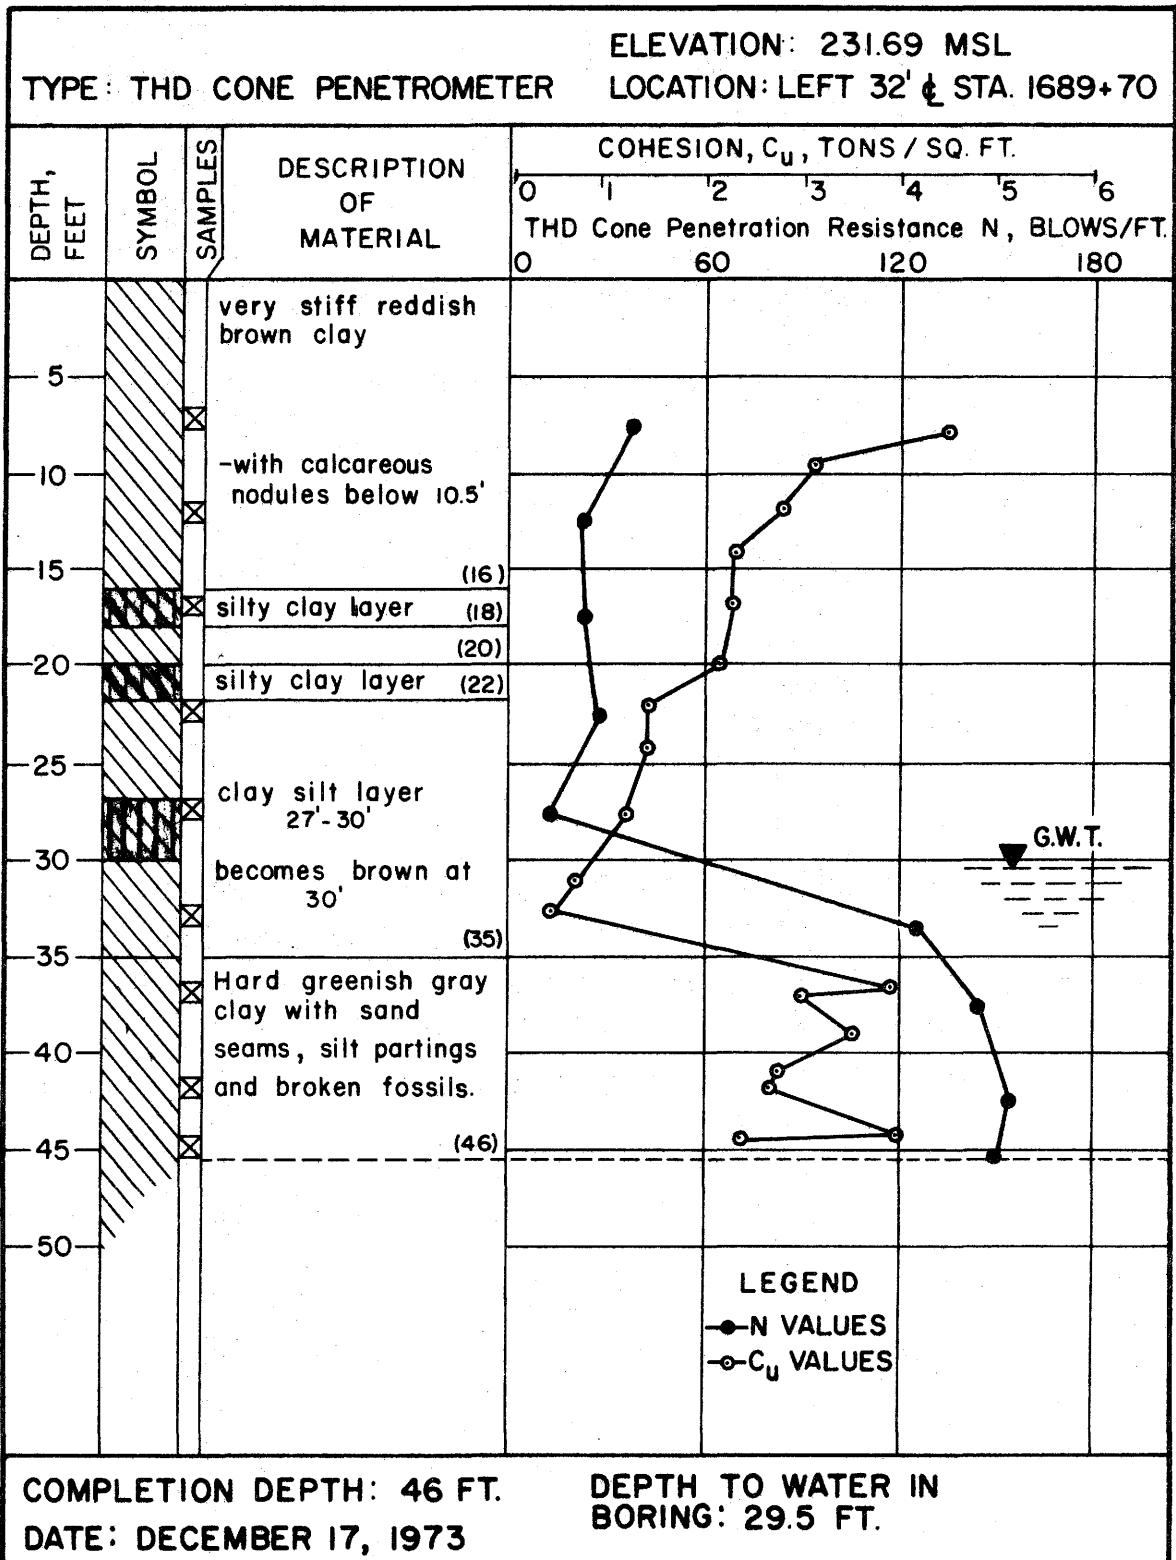 ELEVATION: 231.69 MSL
TYPE: THD CONE PENETROMETER
LOCATION: LEFT 32' ℄ STA. 1689+70
DEPTH, FEET
SYMBOL
SAMPLES
DESCRIPTION
OF
MATERIAL
COHESION, Cu, TONS / SQ. FT.
0 1 2 3 4 5 6
THD Cone Penetration Resistance N, BLOWS/FT.
0 60 120 180
very stiff reddish
brown clay
5
-with calcareous
10
nodules below 10.5'
15
(16)
silty clay layer (18)
(20)
20
silty clay layer (22)
25
clay silt layer
27'-30'
G.W.T.
30
becomes brown at
30'
(35)
35
Hard greenish gray
clay with sand
seams, silt partings
40
and broken fossils.
45
(46)
50
LEGEND
N VALUES
Cu VALUES
COMPLETION DEPTH: 46 FT.
DATE: DECEMBER 17, 1973
DEPTH TO WATER IN
BORING: 29.5 FT.